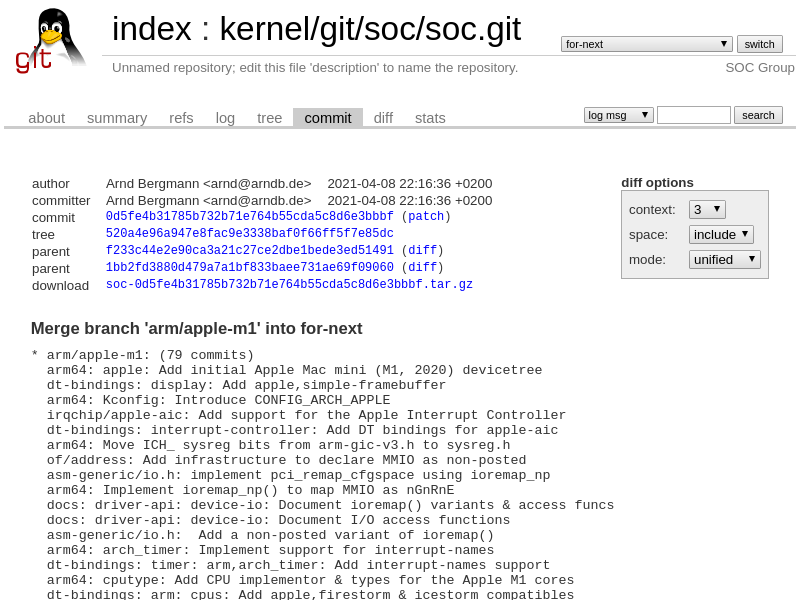 git
index : kernel/git/soc/soc.git
for-next switch
Unnamed repository; edit this file 'description' to name the repository. SOC Group
about summary refs log tree commit diff stats log msg search
author Arnd Bergmann <arnd@arndb.de> 2021-04-08 22:16:36 +0200
committer Arnd Bergmann <arnd@arndb.de> 2021-04-08 22:16:36 +0200
commit 0d5fe4b31785b732b71e764b55cda5c8d6e3bbbf (patch)
tree 520a4e96a947e8fac9e3338baf0f66ff5f7e85dc
parent f233c44e2e90ca3a21c27ce2dbe1bede3ed51491 (diff)
parent 1bb2fd3880d479a7a1bf833baee731ae69f09060 (diff)
download soc-0d5fe4b31785b732b71e764b55cda5c8d6e3bbbf.tar.gz
diff options
context: 3
space: include
mode: unified
Merge branch 'arm/apple-m1' into for-next
* arm/apple-m1: (79 commits)
arm64: apple: Add initial Apple Mac mini (M1, 2020) devicetree
dt-bindings: display: Add apple,simple-framebuffer
arm64: Kconfig: Introduce CONFIG_ARCH_APPLE
irqchip/apple-aic: Add support for the Apple Interrupt Controller
dt-bindings: interrupt-controller: Add DT bindings for apple-aic
arm64: Move ICH_ sysreg bits from arm-gic-v3.h to sysreg.h
of/address: Add infrastructure to declare MMIO as non-posted
asm-generic/io.h: implement pci_remap_cfgspace using ioremap_np
arm64: Implement ioremap_np() to map MMIO as nGnRnE
docs: driver-api: device-io: Document ioremap() variants & access funcs
docs: driver-api: device-io: Document I/O access functions
asm-generic/io.h:  Add a non-posted variant of ioremap()
arm64: arch_timer: Implement support for interrupt-names
dt-bindings: timer: arm,arch_timer: Add interrupt-names support
arm64: cputype: Add CPU implementor & types for the Apple M1 cores
dt-bindings: arm: cpus: Add apple,firestorm & icestorm compatibles